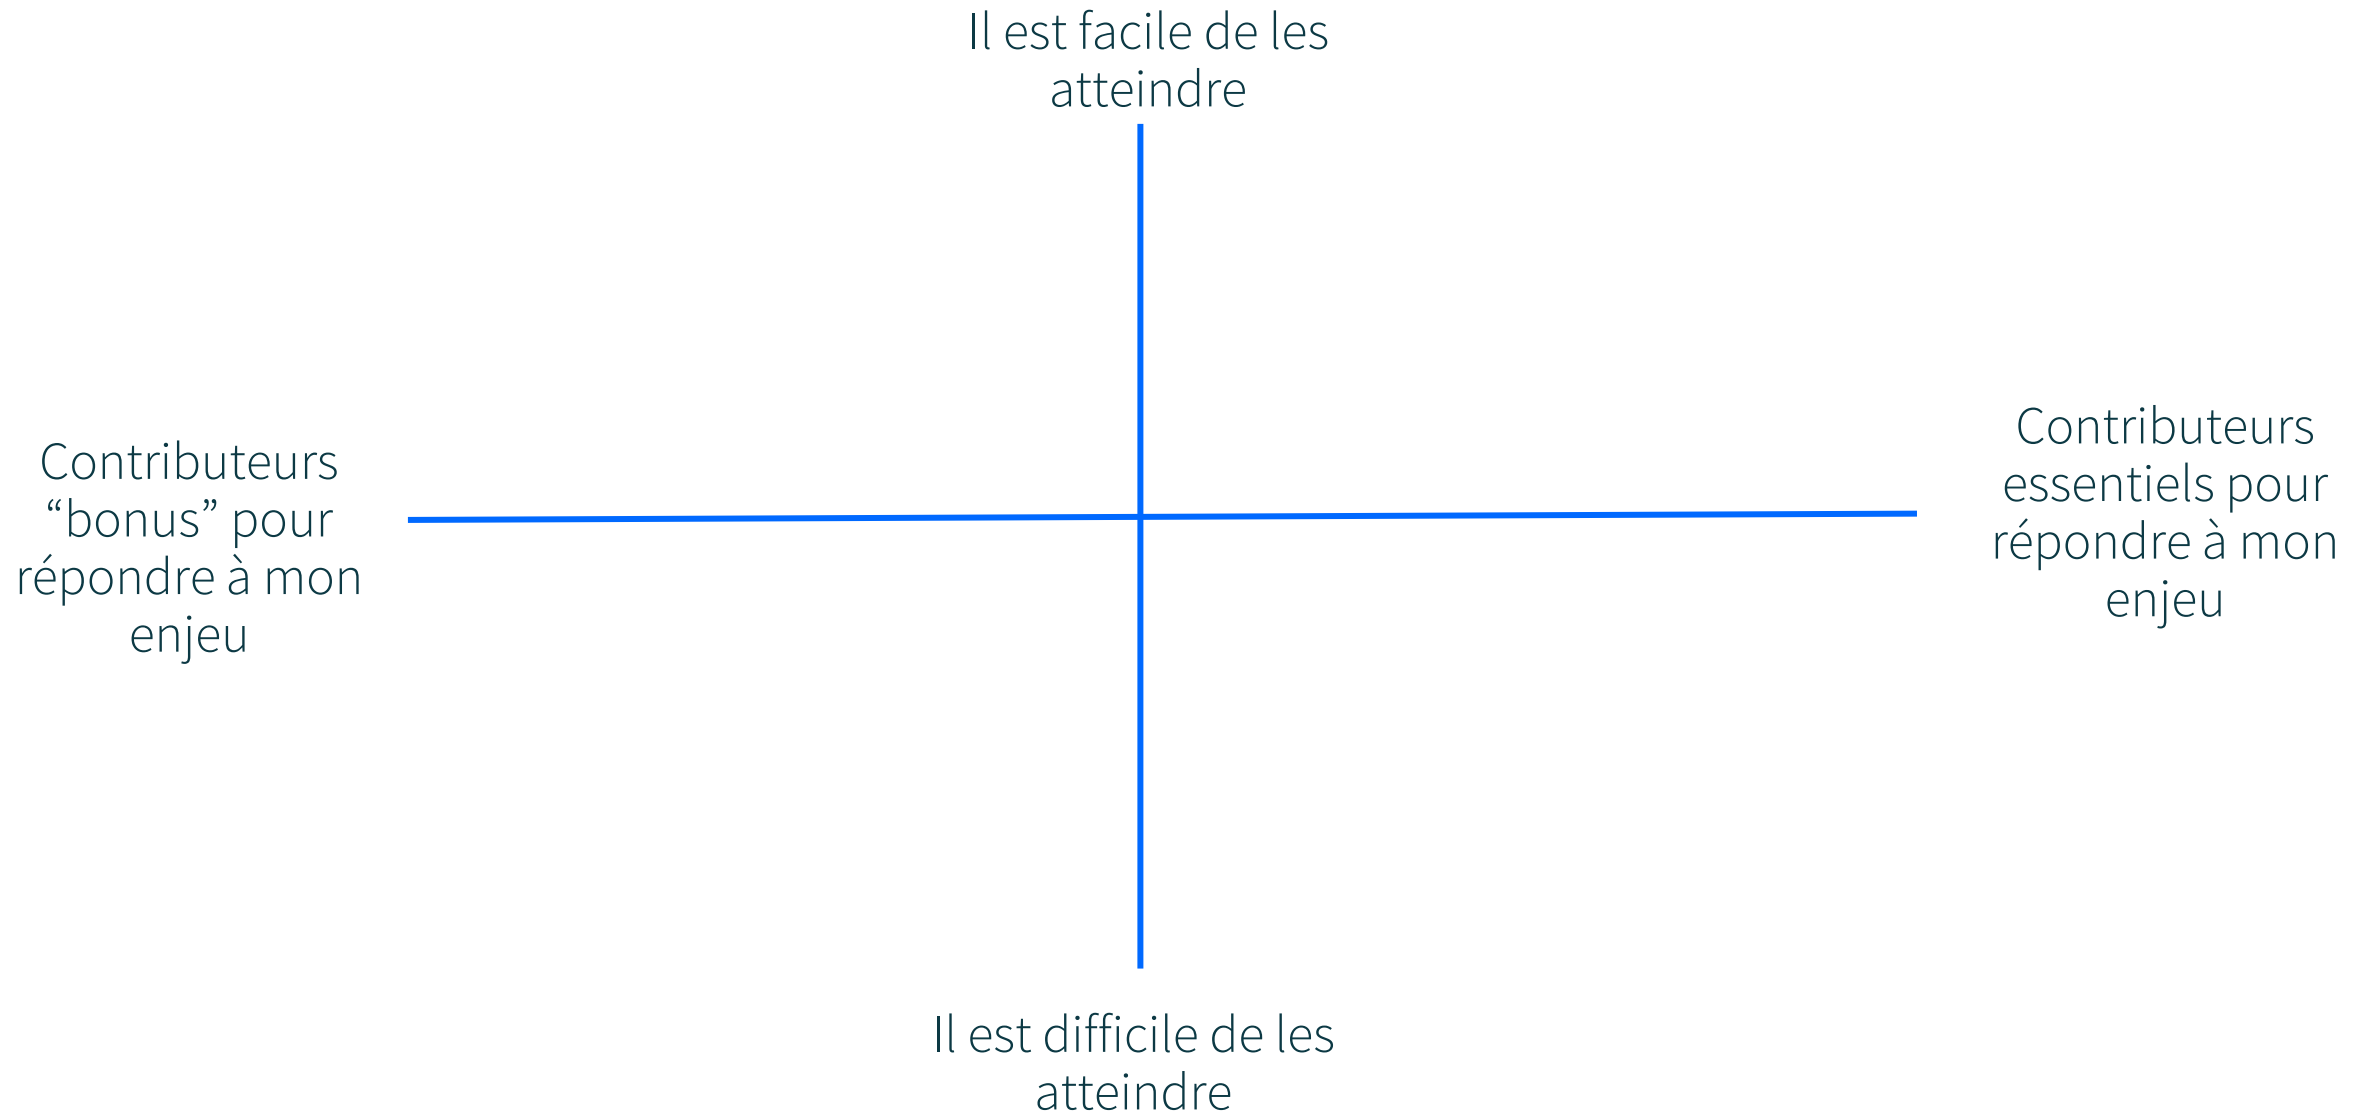 Il est facile de les
atteindre
Contributeurs
“bonus” pour
répondre à mon
enjeu
Contributeurs
essentiels pour
répondre à mon
enjeu
Il est difficile de les
atteindre